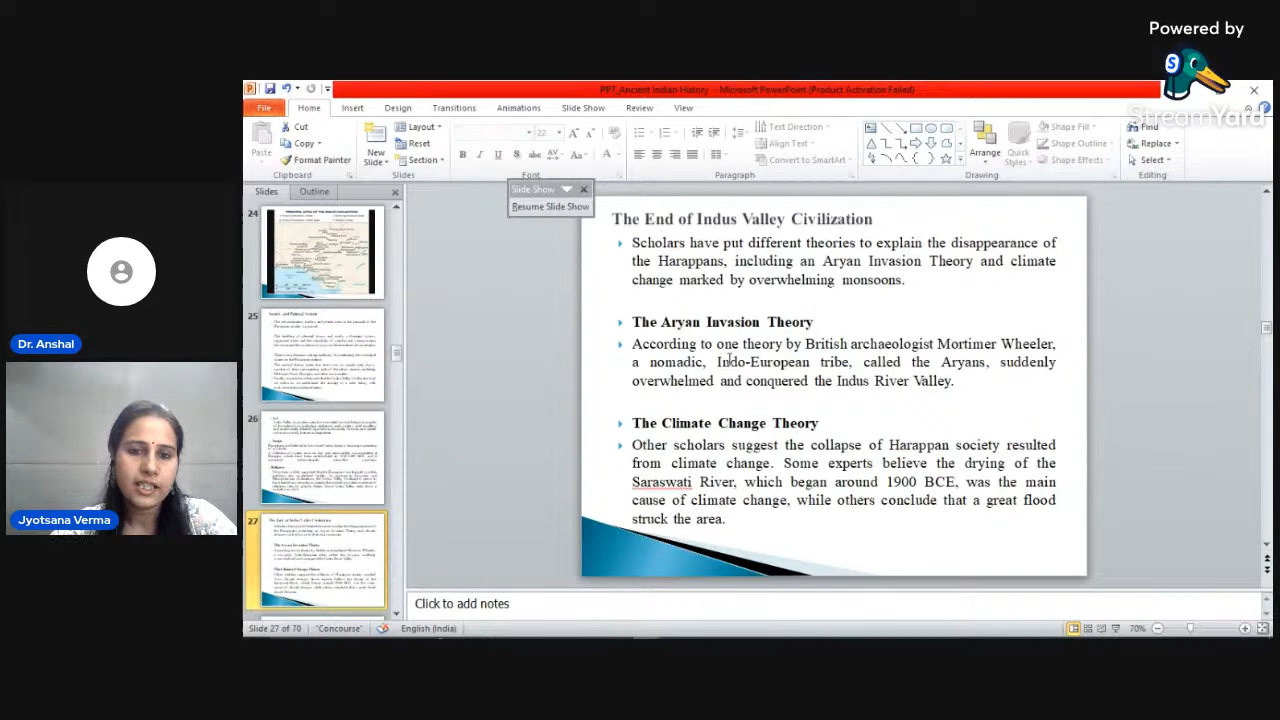 Powered by
StreamYard
PPT_Ancient Indian History - Microsoft PowerPoint (Product Activation Failed)
File Home Insert Design Transitions Animations Slide Show Review View
Paste
Cut
Copy
Format Painter
Clipboard
New
Slide
Layout
Reset
Section
Slides
22
Font
Text Direction
Align Text
Convert to SmartArt
Paragraph
Arrange
Quick
Styles
Shape Fill
Shape Outline
Shape Effects
Drawing
Find
Replace
Select
Editing
Slides Outline
Slide Show
Resume Slide Show
24
25
26
27
The End of Indus Valley Civilization
Scholars have put differing theories to explain the disappearance of
the Harappans, including an Aryan Invasion Theory and climate
change marked by overwhelming monsoons.
The Aryan Invasion Theory
According to one theory by British archaeologist Mortimer Wheeler,
a nomadic, tribe, called the Aryans, suddenly
overwhelmed and conquered the Indus River Valley.
The Climate Change Theory
Other scholars suggest the collapse of Harappan society resulted
from climate change. Some experts believe the drying of the
Saraswati River, which began around 1900 BCE, was the main
cause of climate change, while others conclude that a great flood
struck the area.
Dr. Anshal
Jyotsana Verma
Click to add notes
Slide 27 of 70 "Concourse" English (India) 70%